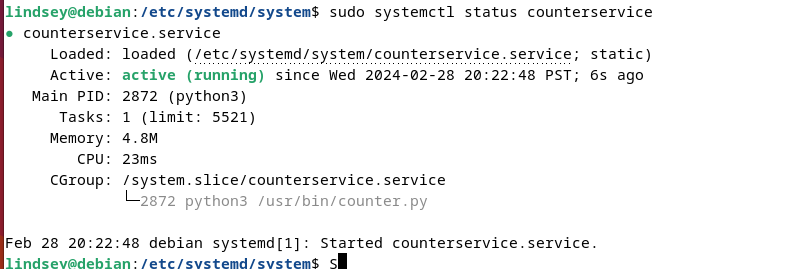 lindsey@debian:/etc/systemd/system$ sudo systemctl status counterservice
● counterservice.service
Loaded: loaded (/etc/systemd/system/counterservice.service; static)
Active: active (running) since Wed 2024-02-28 20:22:48 PST; 6s ago
Main PID: 2872 (python3)
Tasks: 1 (limit: 5521)
Memory: 4.8M
CPU: 23ms
CGroup: /system.slice/counterservice.service
└─2872 python3 /usr/bin/counter.py
Feb 28 20:22:48 debian systemd[1]: Started counterservice.service.
lindsey@debian:/etc/systemd/system$ S